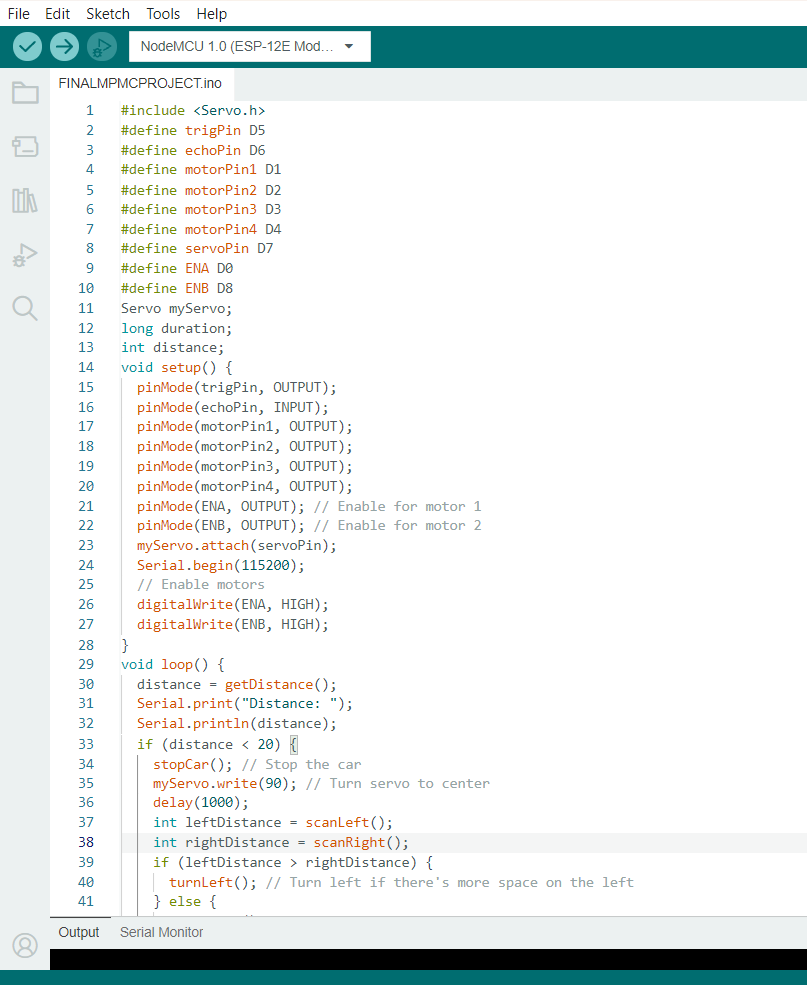 File Edit Sketch Tools Help
NodeMCU 1.0 (ESP-12E Mod...
FINALMPMCPROJECT.ino
1 #include <Servo.h>
2 #define trigPin D5
3 #define echoPin D6
4 #define motorPin1 D1
5 #define motorPin2 D2
6 #define motorPin3 D3
7 #define motorPin4 D4
8 #define servoPin D7
9 #define ENA D0
10 #define ENB D8
11 Servo myServo;
12 long duration;
13 int distance;
14 void setup() {
15 pinMode(trigPin, OUTPUT);
16 pinMode(echoPin, INPUT);
17 pinMode(motorPin1, OUTPUT);
18 pinMode(motorPin2, OUTPUT);
19 pinMode(motorPin3, OUTPUT);
20 pinMode(motorPin4, OUTPUT);
21 pinMode(ENA, OUTPUT); // Enable for motor 1
22 pinMode(ENB, OUTPUT); // Enable for motor 2
23 myServo.attach(servoPin);
24 Serial.begin(115200);
25 // Enable motors
26 digitalWrite(ENA, HIGH);
27 digitalWrite(ENB, HIGH);
28 }
29 void loop() {
30 distance = getDistance();
31 Serial.print("Distance: ");
32 Serial.println(distance);
33 if (distance < 20) {
34 stopCar(); // Stop the car
35 myServo.write(90); // Turn servo to center
36 delay(1000);
37 int leftDistance = scanLeft();
38 int rightDistance = scanRight();
39 if (leftDistance > rightDistance) {
40 turnLeft(); // Turn left if there's more space on the left
41 } else {
Output Serial Monitor